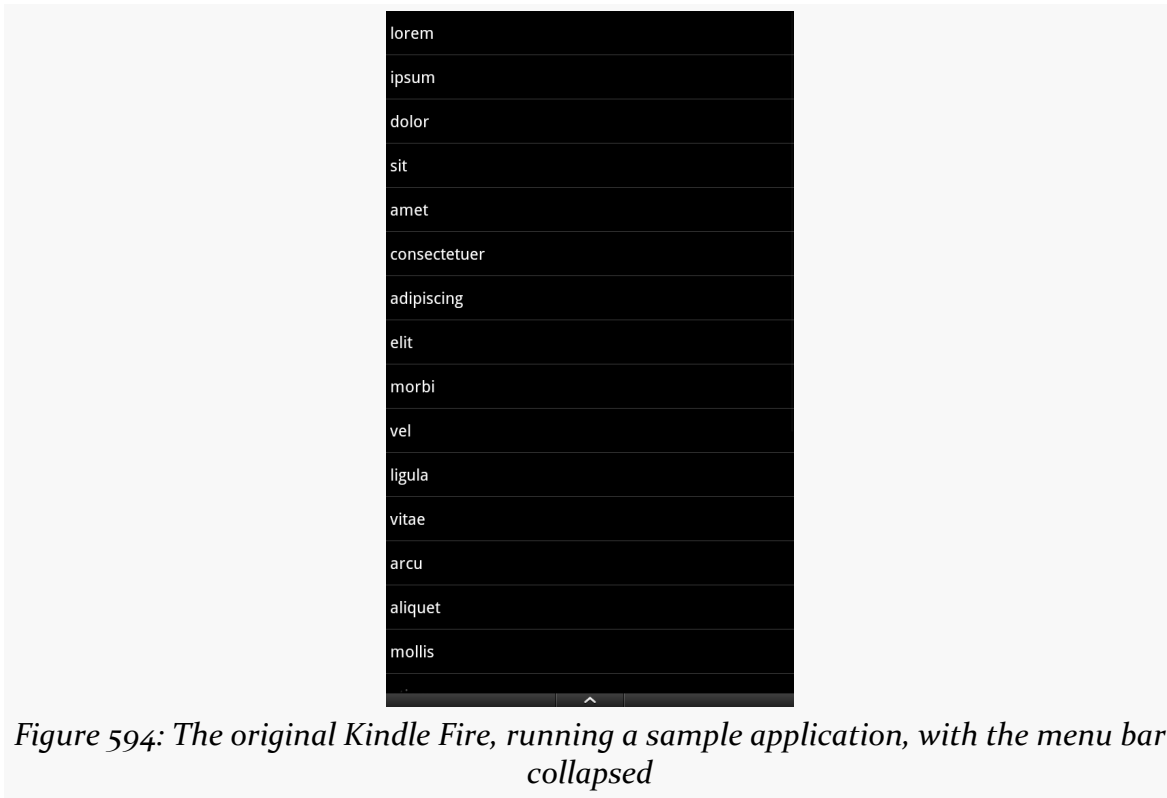 lorem
ipsum
dolor
sit
amet
consectetuer
adipiscing
elit
morbi
vel
ligula
vitae
arcu
aliquet
mollis
Figure 594: The original Kindle Fire, running a sample application, with the menu bar
collapsed